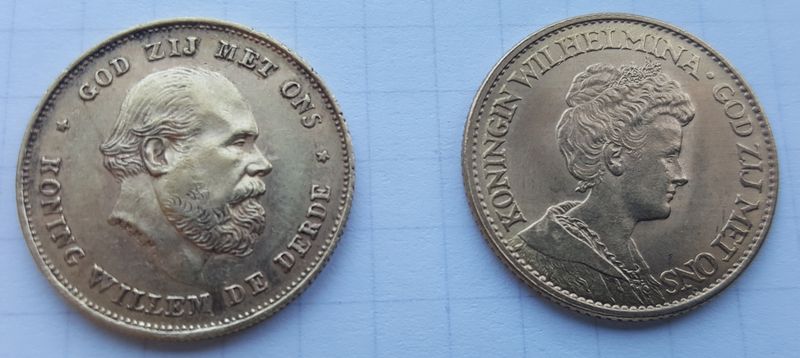 KONING WILLEM DE DERDE * GOD ZIJ MET ONS *
KONINGIN WILHELMINA · GOD ZIJ MET ONS